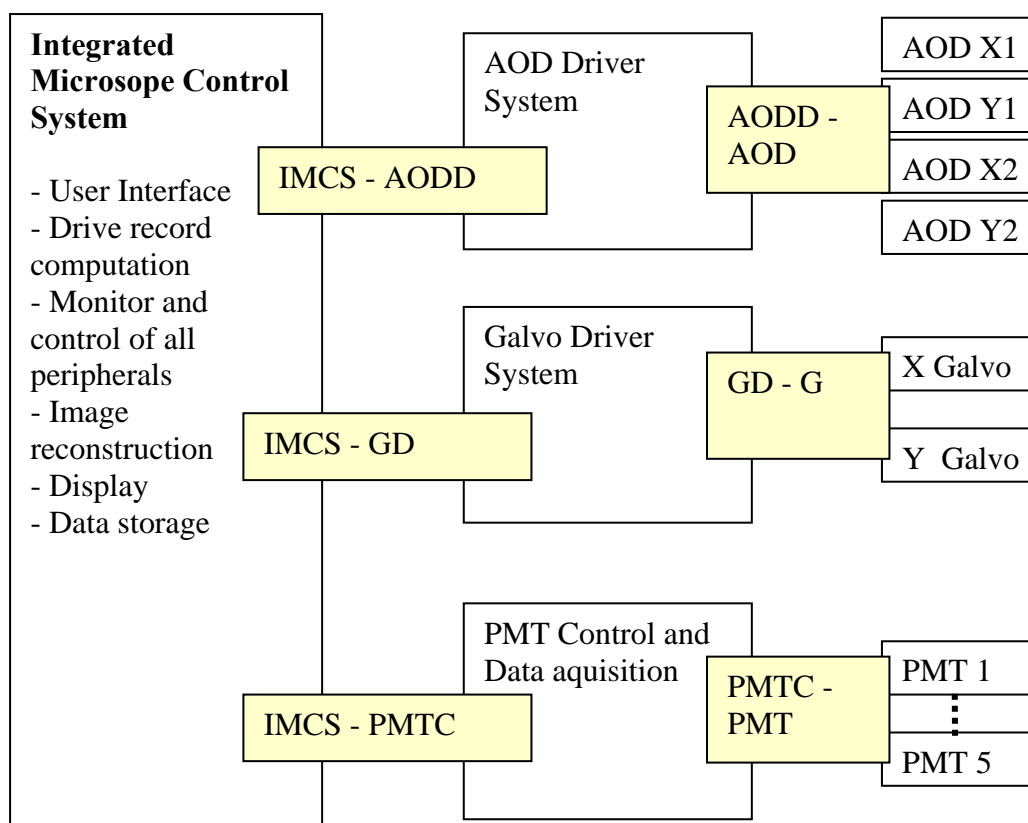 Integrated
Microsope Control
System
- User Interface
- Drive record
computation
- Monitor and
control of all
peripherals
- Image
reconstruction
- Display
- Data storage
IMCS - AODD
AOD Driver
System
AODD -
AOD
AOD X1
AOD Y1
AOD X2
AOD Y2
IMCS - GD
Galvo Driver
System
GD - G
X Galvo
Y Galvo
IMCS - PMTC
PMT Control and
Data aquisition
PMTC -
PMT
PMT 1
PMT 5